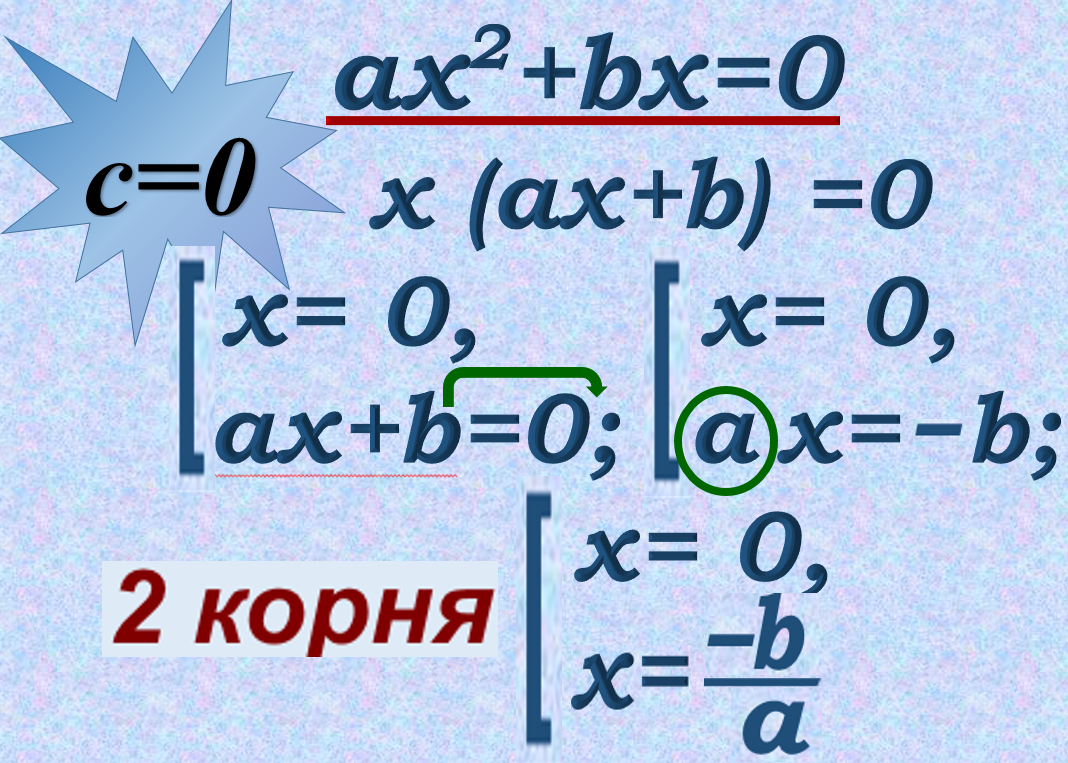 ax²+bx=0
c=0
x (ax+b) =0
x= 0,
ax+b=0;
x= 0,
ax=−b;
2 корня
x= 0,
x=−b/a